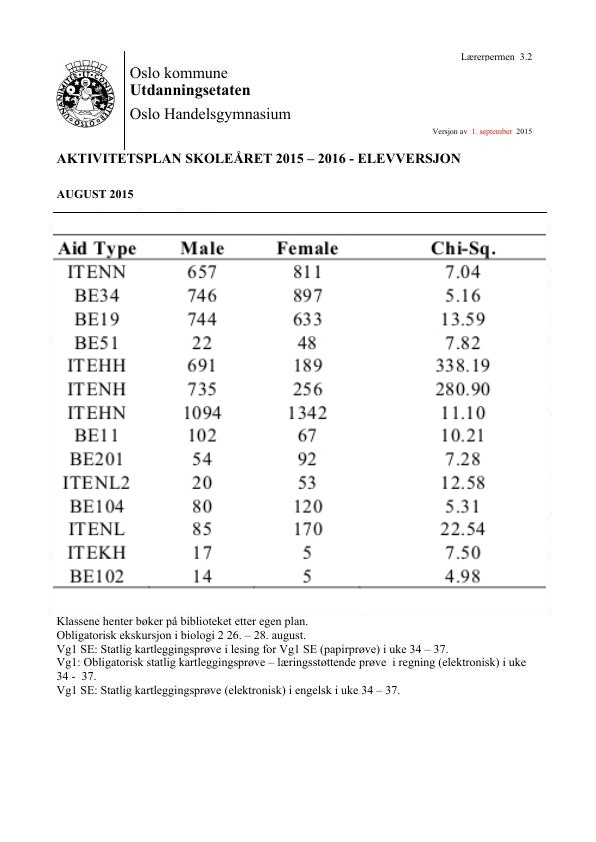 Lærerpermen 3.2
Oslo kommune
Utdanningsetaten
Oslo Handelsgymnasium
Versjon av 1. september 2015
AKTIVITETSPLAN SKOLEÅRET 2015 – 2016 - ELEVVERSJON
AUGUST 2015
Aid Type Male Female Chi-Sq.
ITENN 657 811 7.04
BE34 746 897 5.16
BE19 744 633 13.59
BE51 22 48 7.82
ITEHH 691 189 338.19
ITENH 735 256 280.90
ITEHN 1094 1342 11.10
BE11 102 67 10.21
BE201 54 92 7.28
ITENL2 20 53 12.58
BE104 80 120 5.31
ITENL 85 170 22.54
ITEKH 17 5 7.50
BE102 14 5 4.98
Klassene henter bøker på biblioteket etter egen plan.
Obligatorisk ekskursjon i biologi 2 26. – 28. august.
Vg1 SE: Statlig kartleggingsprøve i lesing for Vg1 SE (papirprøve) i uke 34 – 37.
Vg1: Obligatorisk statlig kartleggingsprøve – læringsstøttende prøve i regning (elektronisk) i uke
34 - 37.
Vg1 SE: Statlig kartleggingsprøve (elektronisk) i engelsk i uke 34 – 37.